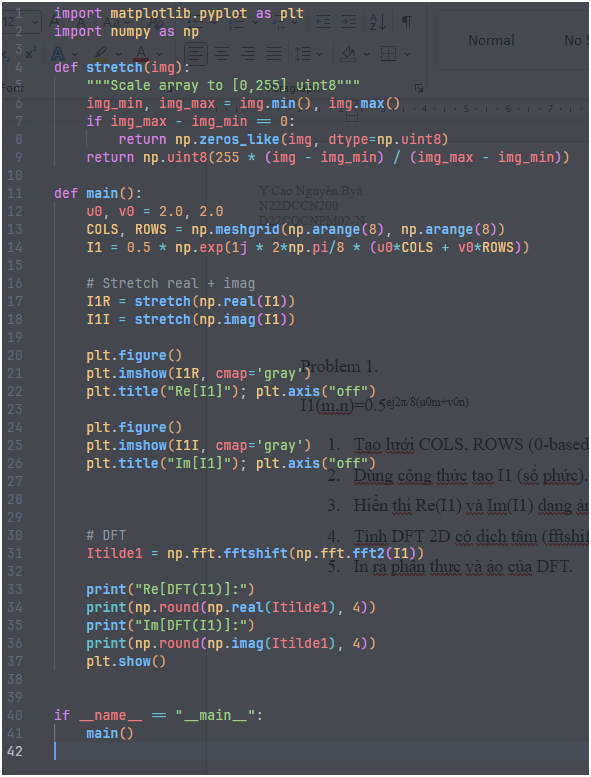 import matplotlib.pyplot as plt
import numpy as np
def stretch(img):
"""Scale array to [0,255] uint8"""
img_min, img_max = img.min(), img.max()
if img_max - img_min == 0:
return np.zeros_like(img, dtype=np.uint8)
return np.uint8(255 * (img - img_min) / (img_max - img_min))
Y Cao Nguyên Byă
N22DCCN200
D22CQCNPM02-N
def main():
u0, v0 = 2.0, 2.0
COLS, ROWS = np.meshgrid(np.arange(8), np.arange(8))
I1 = 0.5 * np.exp(1j * 2*np.pi/8 * (u0*COLS + v0*ROWS))
# Stretch real + imag
I1R = stretch(np.real(I1))
I1I = stretch(np.imag(I1))
plt.figure()
plt.imshow(I1R, cmap='gray')
plt.title("Re[I1]"); plt.axis("off")
plt.figure()
plt.imshow(I1I, cmap='gray')
plt.title("Im[I1]"); plt.axis("off")
# DFT
Itilde1 = np.fft.fftshift(np.fft.fft2(I1))
print("Re[DFT(I1)]:")
print(np.round(np.real(Itilde1), 4))
print("Im[DFT(I1)]:")
print(np.round(np.imag(Itilde1), 4))
plt.show()
if __name__ == "__main__":
main()
Normal
Problem 1.
I1(m.n)=0.5ej2π/8(u0m+v0n)
1. Tạo lưới COLS, ROWS (0-based
2. Dùng công thức tạo I1 (số phức).
3. Hiển thị Re(I1) và Im(I1) dạng ản
4. Tính DFT 2D có dịch tâm (fftshif
5. In ra phần thực và ảo của DFT.